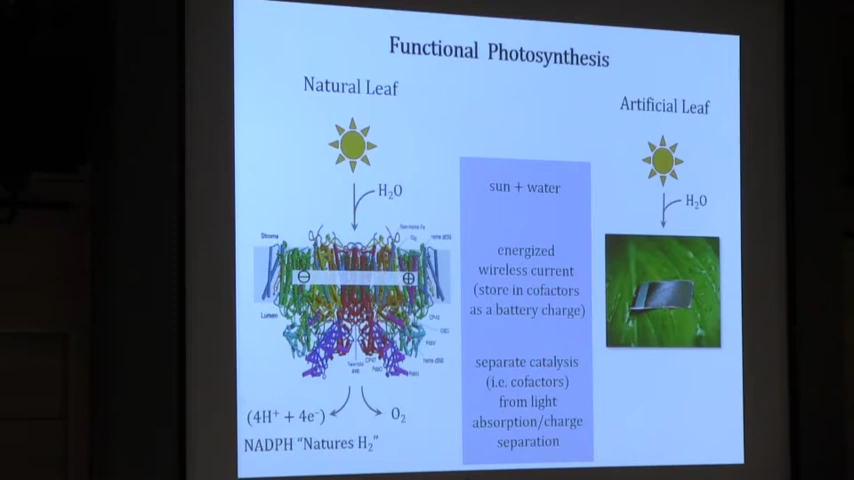 Functional Photosynthesis
Natural Leaf
Artificial Leaf
H₂O
H₂O
sun + water
energized
wireless current
(store in cofactors
as a battery charge)
Stroma
Lumen
⊖
⊕
separate catalysis
(i.e. cofactors)
from light
absorption/charge
separation
(4H⁺ + 4e⁻)
O₂
NADPH "Natures H₂"